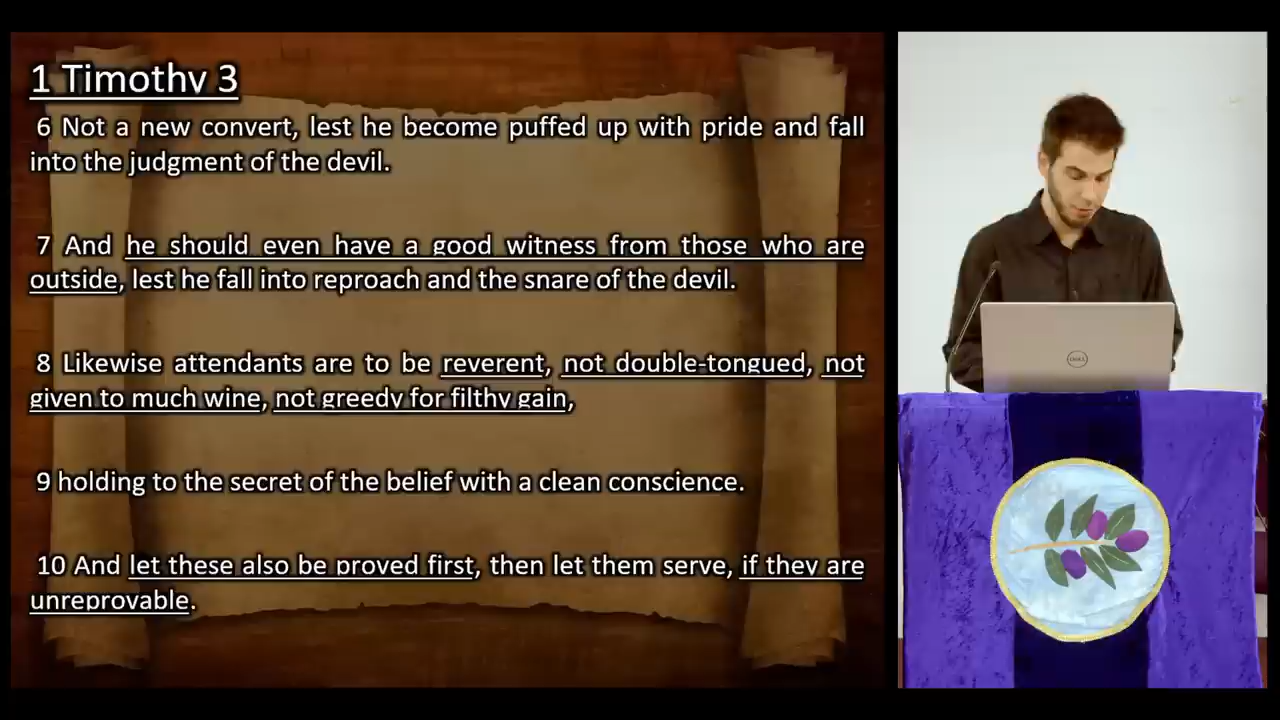 1 Timothy 3
6 Not a new convert, lest he become puffed up with pride and fall
into the judgment of the devil.
7 And he should even have a good witness from those who are
outside, lest he fall into reproach and the snare of the devil.
8 Likewise attendants are to be reverent, not double-tongued, not
given to much wine, not greedy for filthy gain,
9 holding to the secret of the belief with a clean conscience.
10 And let these also be proved first, then let them serve, if they are
unreprovable.
DELL